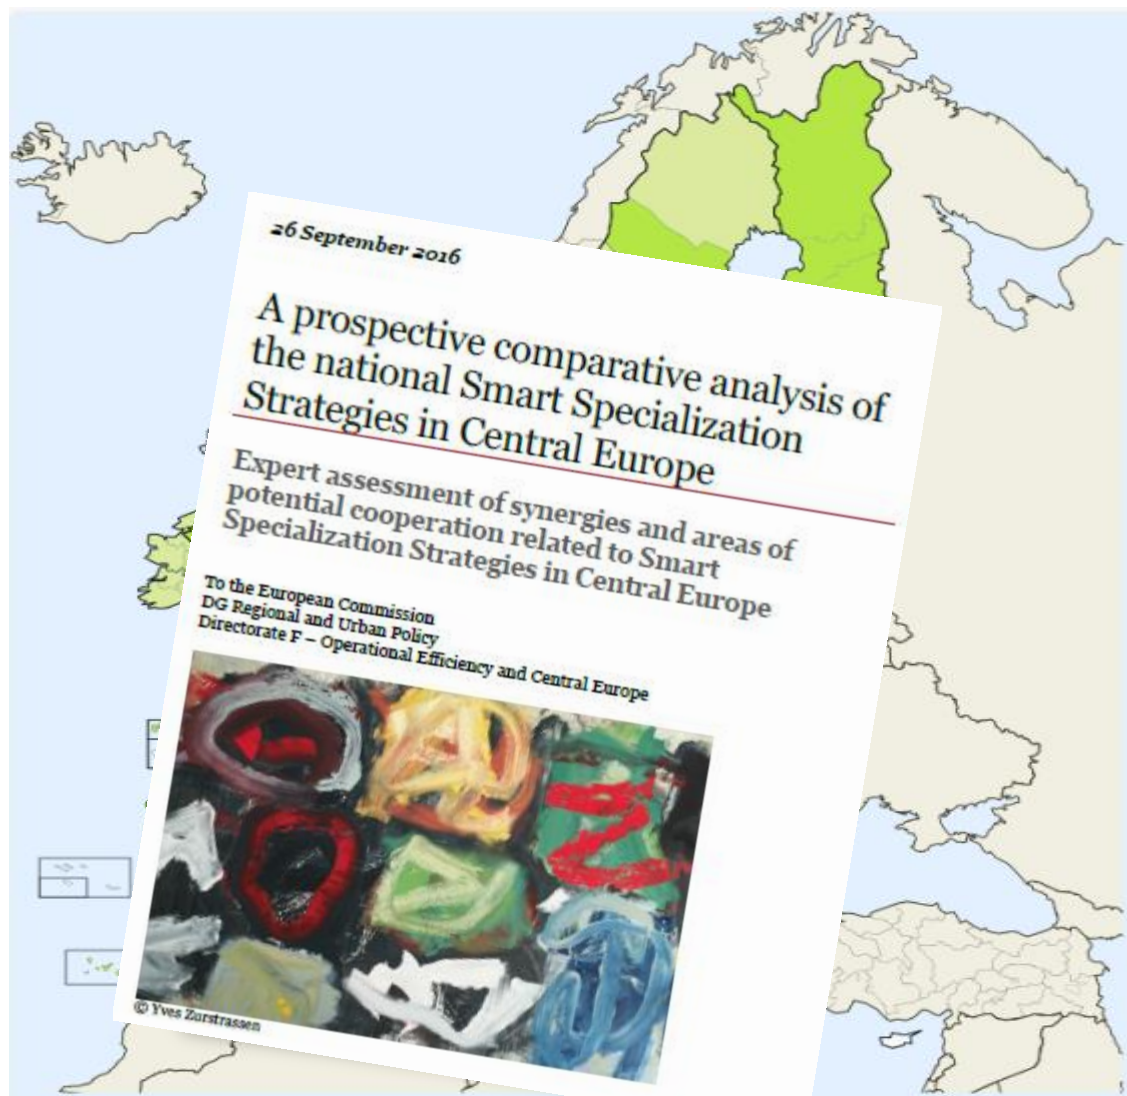 26 September 2016
A prospective comparative analysis of
the national Smart Specialization
Strategies in Central Europe
Expert assessment of synergies and areas of
potential cooperation related to Smart
Specialization Strategies in Central Europe
To the European Commission
DG Regional and Urban Policy
Directorate F – Operational Efficiency and Central Europe
© Yves Zurstrassen